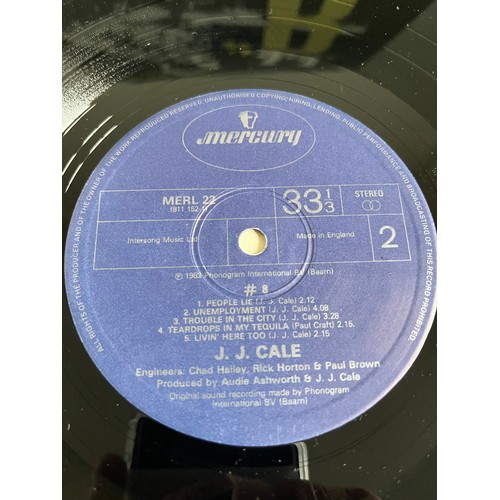 ALL RIGHTS OF THE PRODUCER AND OF THE OWNER OF THE WORK REPRODUCED RESERVED. UNAUTHORISED COPYING, HIRING, LENDING, PUBLIC PERFORMANCE AND BROADCASTING OF THIS RECORD PROHIBITED.
mercury
MERL 22
33 1/3
STEREO
Intersong Music Ltd
Made in England
2
℗ 1983 Phonogram International BV (Baarn)
# 8
1. PEOPLE LIE (J. J. Cale) 2.12
2. UNEMPLOYMENT (J. J. Cale) 4.08
3. TROUBLE IN THE CITY (J. J. Cale) 3.28
4. TEARDROPS IN MY TEQUILA (Paul Craft) 2.15.
5. LIVIN' HERE TOO (J. J. Cale) 2.15.
J. J. CALE
Engineers: Chad Hailey, Rick Horton & Paul Brown
Produced by Audie Ashworth & J. J. Cale
Original sound recording made by Phonogram
International BV (Baarn)